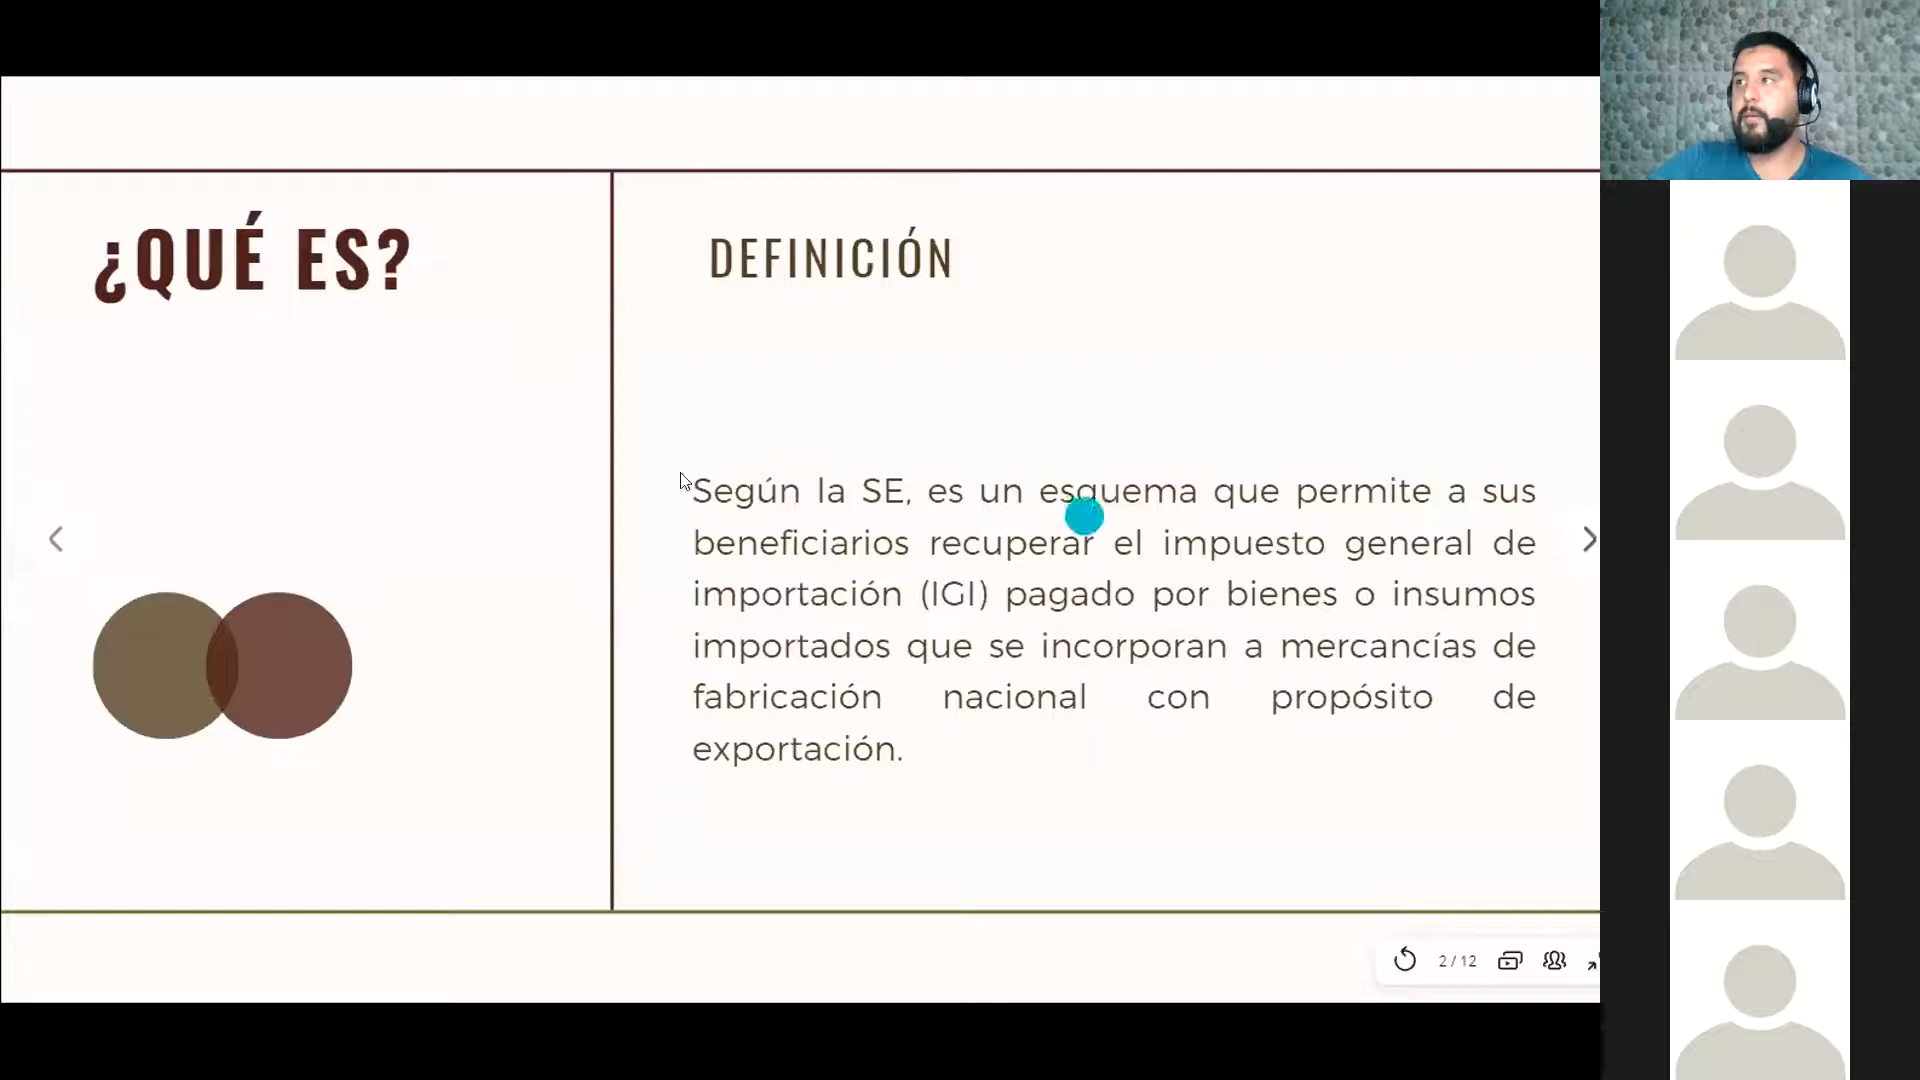 ¿QUÉ ES?
DEFINICIÓN
Según la SE, es un esquema que permite a sus
beneficiarios recuperar el impuesto general de
importación (IGI) pagado por bienes o insumos
importados que se incorporan a mercancías de
fabricación nacional con propósito de
exportación.
2 / 12